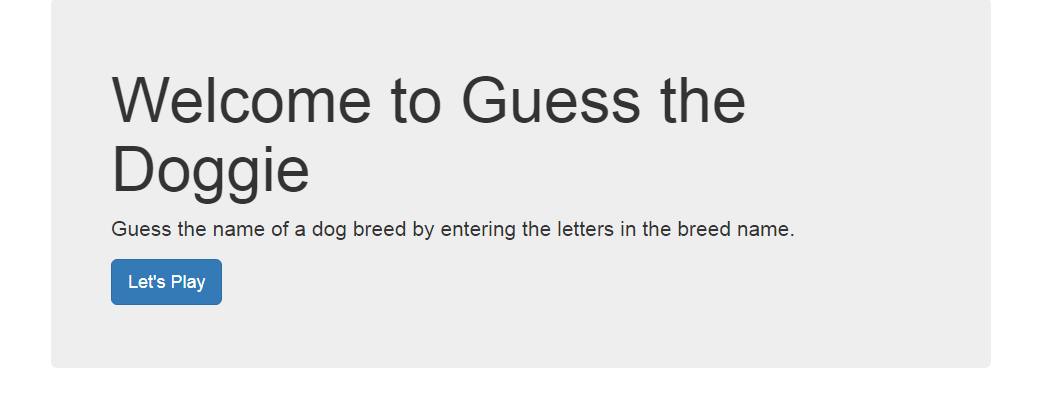 Welcome to Guess the
Doggie
Guess the name of a dog breed by entering the letters in the breed name.
Let's Play